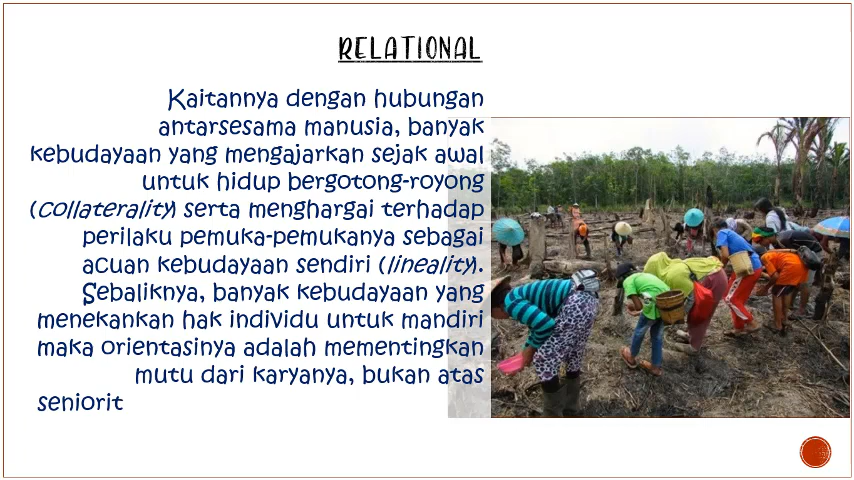 RELATIONAL
Kaitannya dengan hubungan
antarsesama manusia, banyak
kebudayaan yang mengajarkan sejak awal
untuk hidup bergotong-royong
(collaterality) serta menghargai terhadap
perilaku pemuka-pemukanya sebagai
acuan kebudayaan sendiri (lineality).
Sebaliknya, banyak kebudayaan yang
menekankan hak individu untuk mandiri
maka orientasinya adalah mementingkan
mutu dari karyanya, bukan atas
seniorit